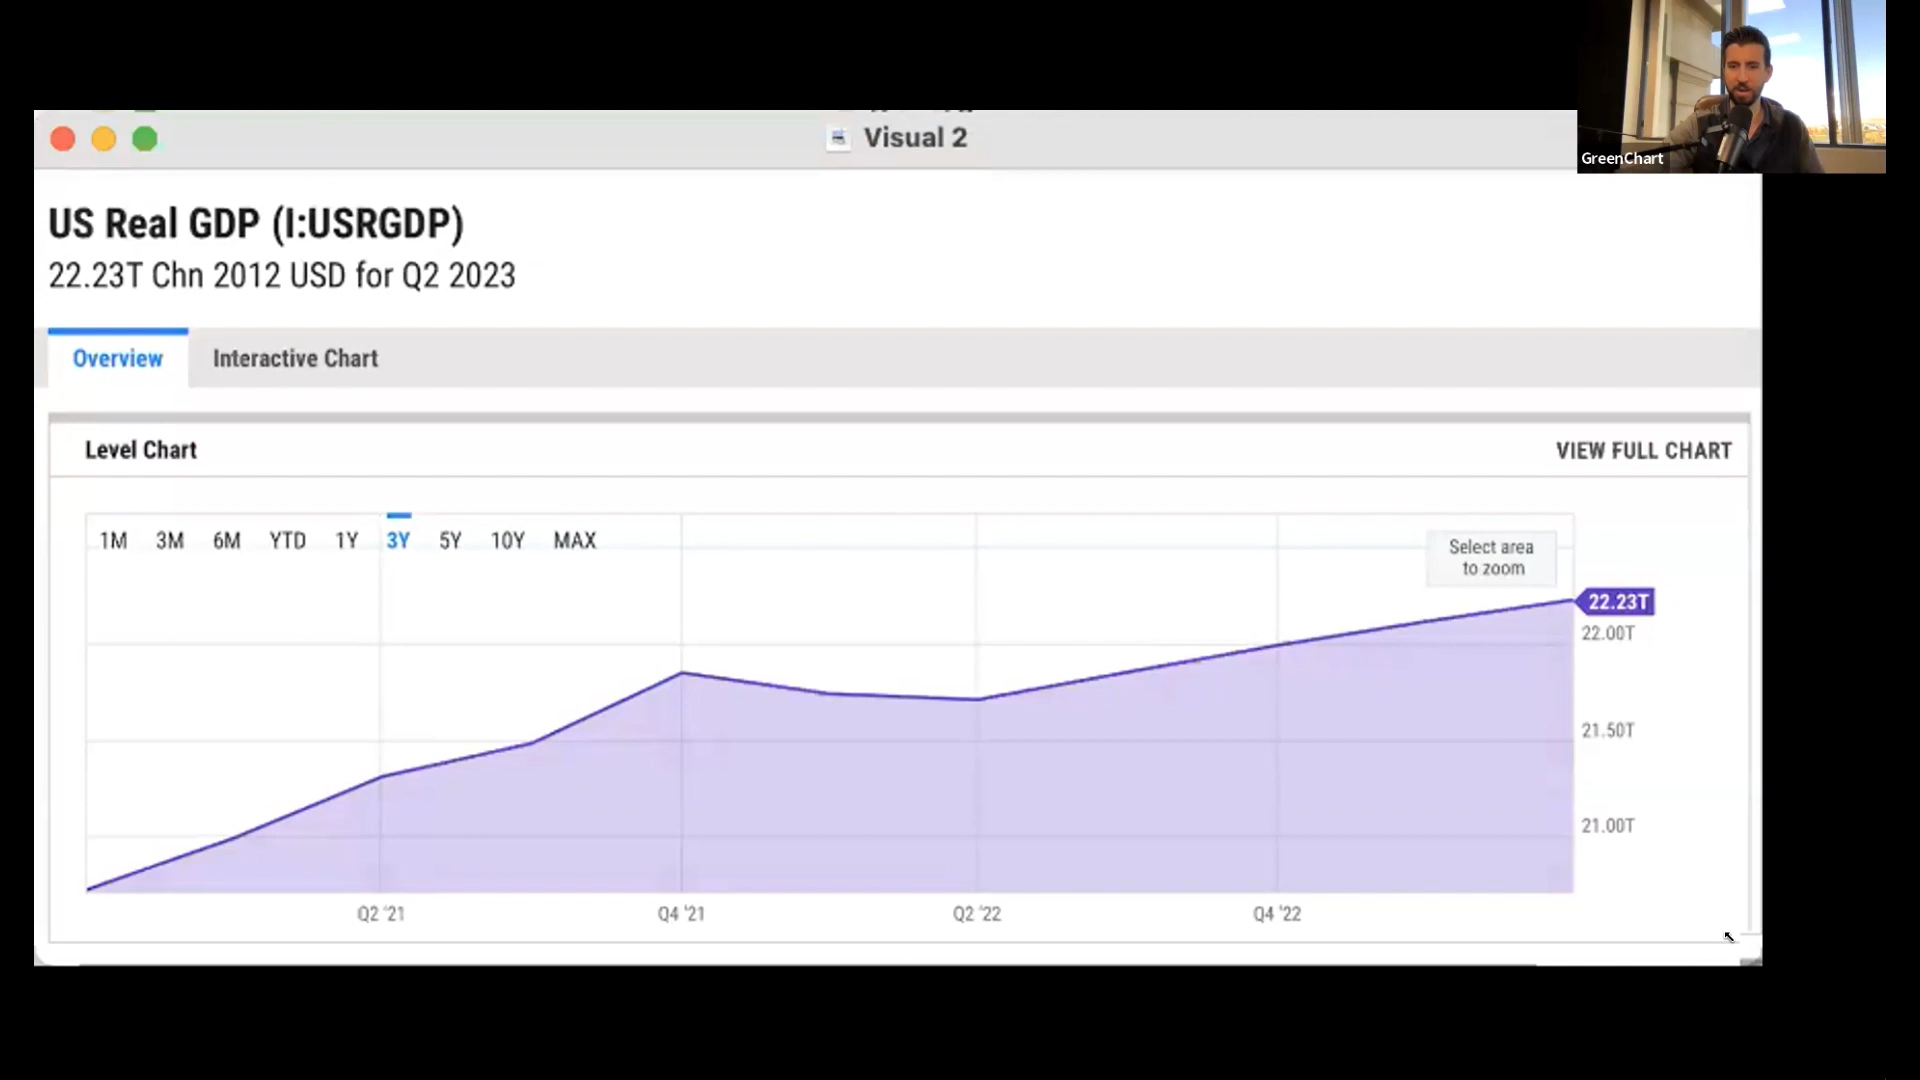 Visual 2
GreenChart
US Real GDP (I:USRGDP)
22.23T Chn 2012 USD for Q2 2023
Overview
Interactive Chart
Level Chart
VIEW FULL CHART
1M 3M 6M YTD 1Y 3Y 5Y 10Y MAX
Select area
to zoom
22.23T
22.00T
21.50T
21.00T
Q2 '21
Q4 '21
Q2 '22
Q4 '22